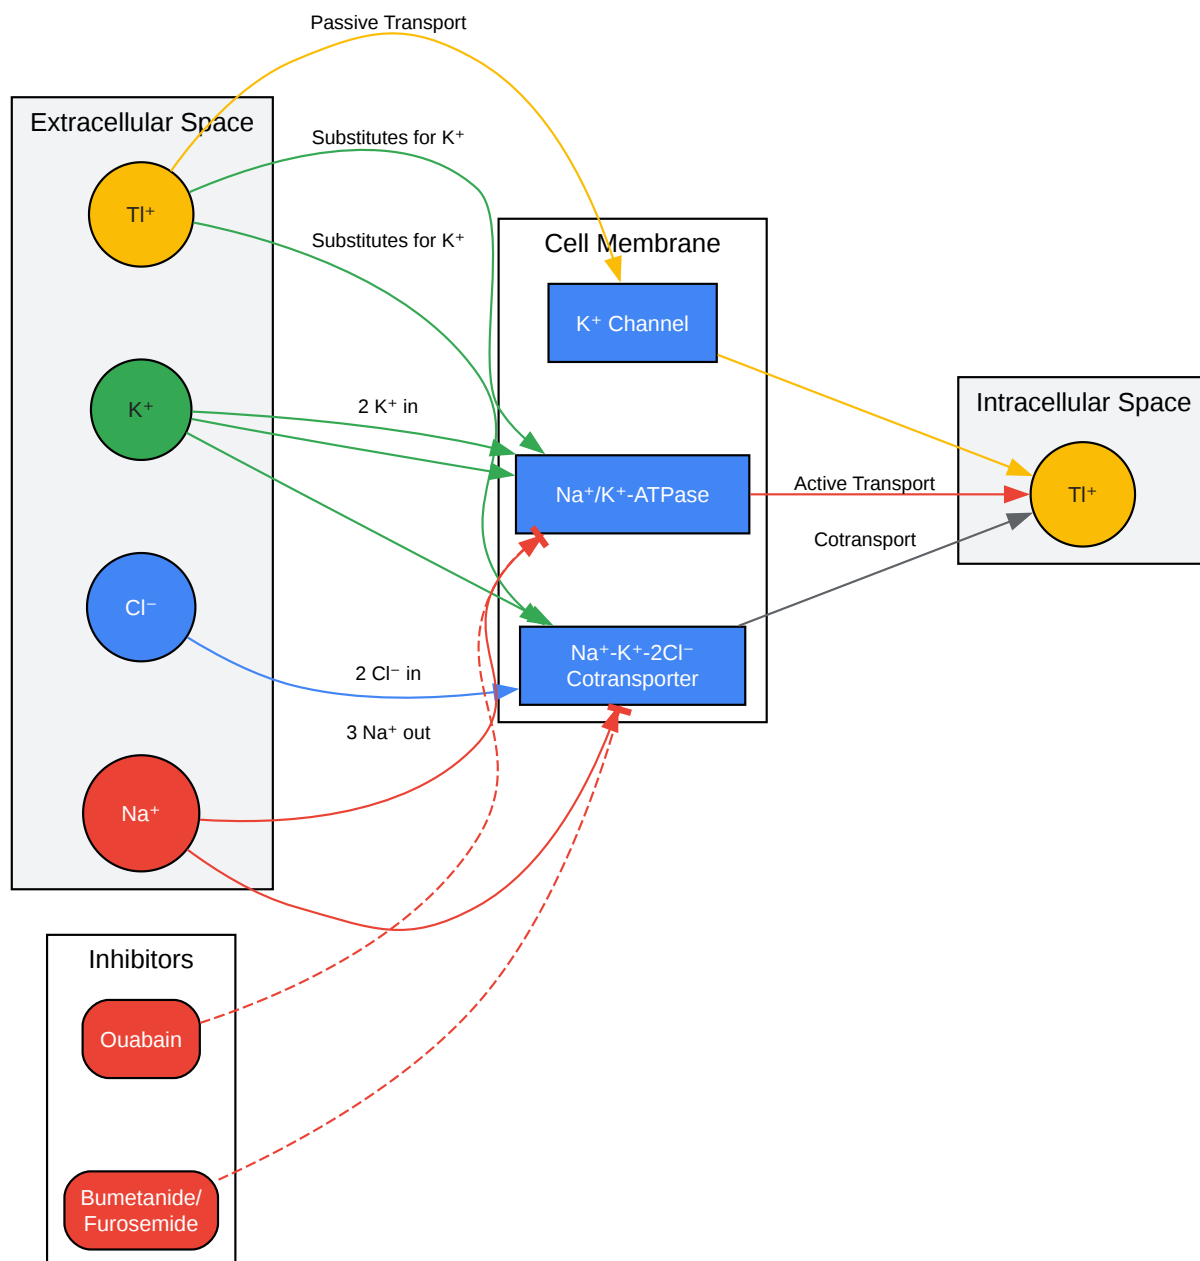 Passive Transport
Extracellular Space
Substitutes for K⁺
Tl⁺
Substitutes for K⁺
Cell Membrane
K⁺ Channel
K⁺
2 K⁺ in
Intracellular Space
Na⁺/K⁺-ATPase
Active Transport
Tl⁺
Cotransport
Cl⁻
2 Cl⁻ in
Na⁺-K⁺-2Cl⁻
Cotransporter
3 Na⁺ out
Na⁺
Inhibitors
Ouabain
Bumetanide/
Furosemide